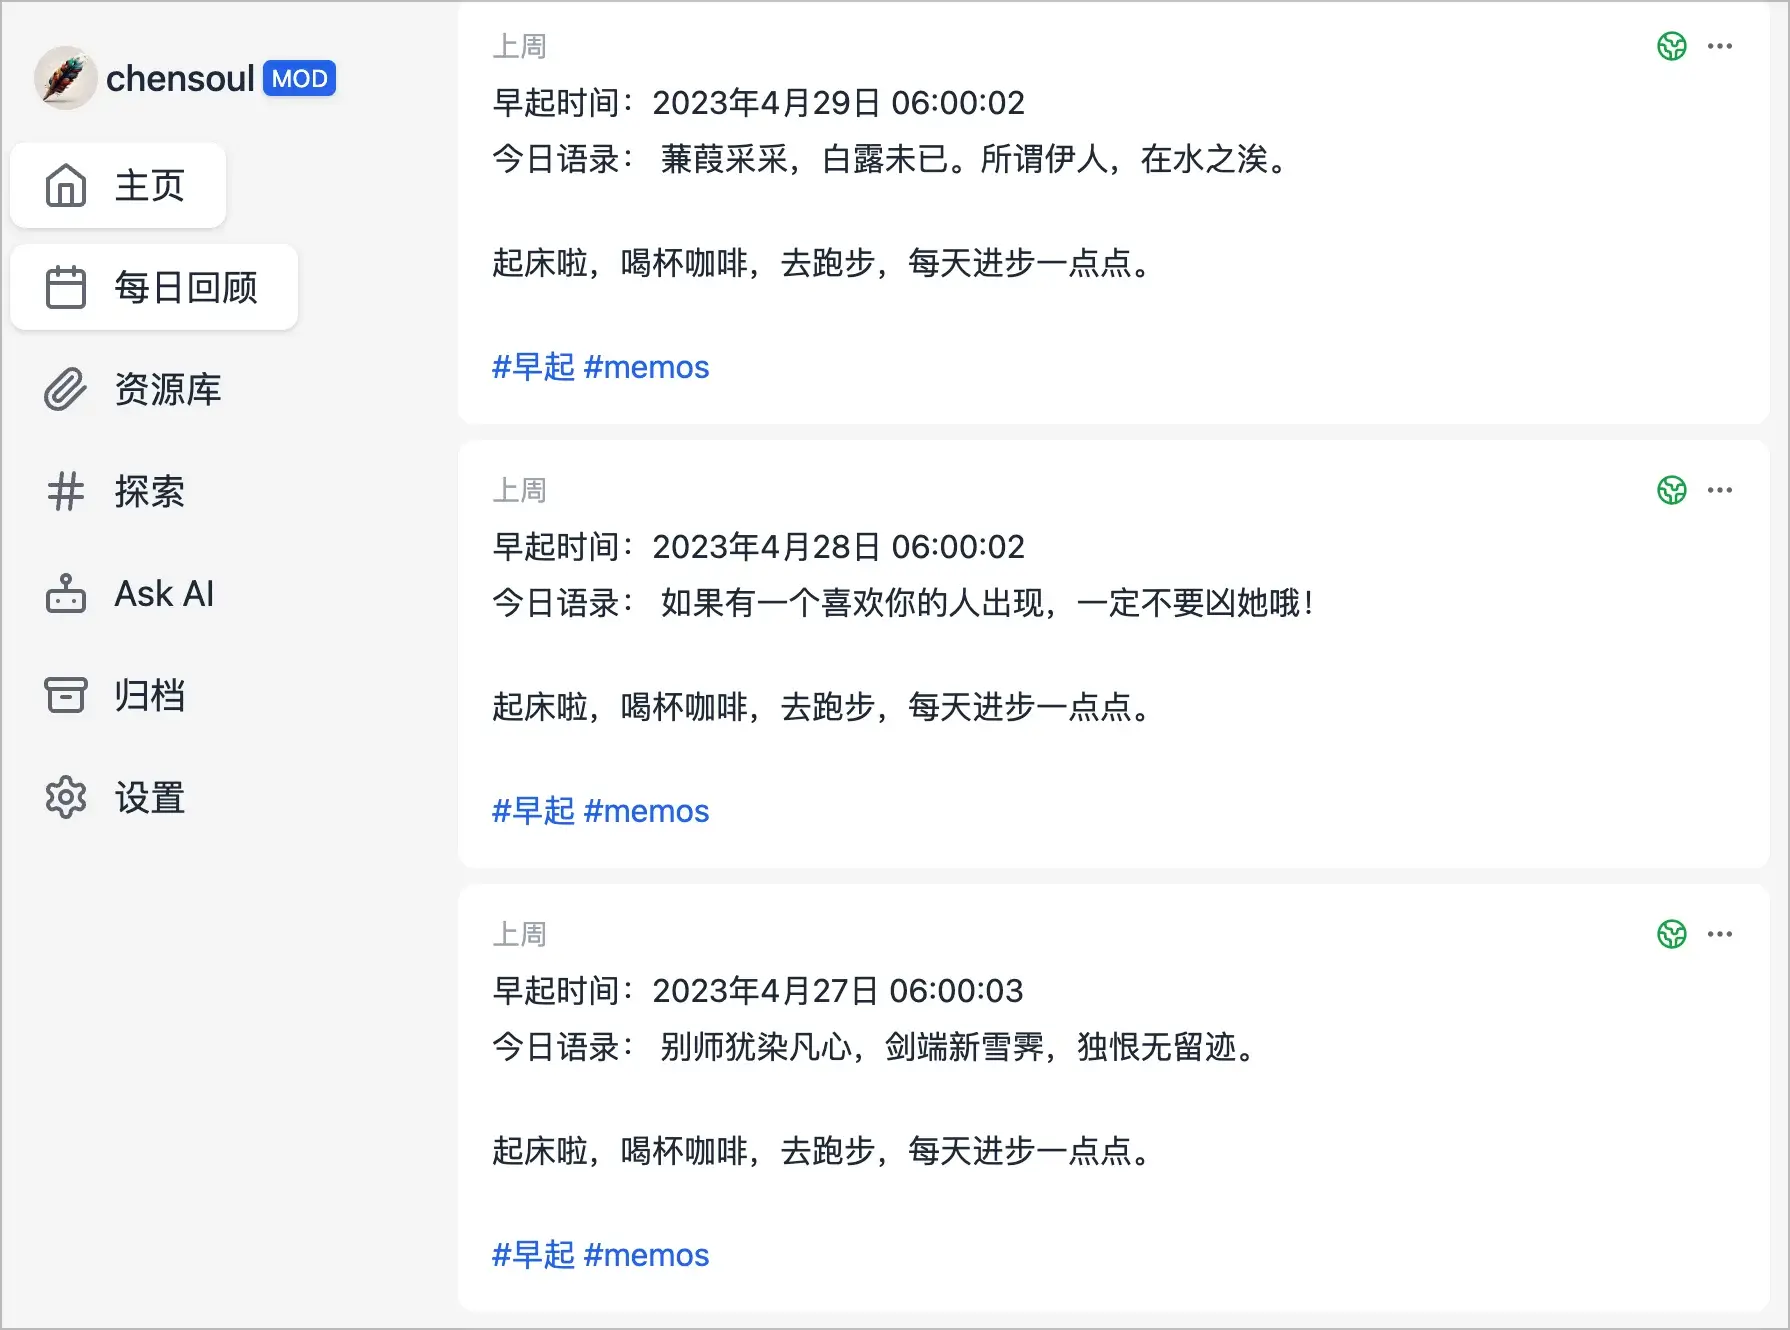 chensoul MOD
主页
每日回顾
资源库
探索
Ask AI
归档
设置
上周
早起时间：2023年4月29日 06:00:02
今日语录： 蒹葭采采，白露未已。所谓伊人，在水之涘。
起床啦，喝杯咖啡，去跑步，每天进步一点点。
#早起 #memos
上周
早起时间：2023年4月28日 06:00:02
今日语录： 如果有一个喜欢你的人出现，一定不要凶她哦！
起床啦，喝杯咖啡，去跑步，每天进步一点点。
#早起 #memos
上周
早起时间：2023年4月27日 06:00:03
今日语录： 别师犹染凡心，剑端新雪霁，独恨无留迹。
起床啦，喝杯咖啡，去跑步，每天进步一点点。
#早起 #memos